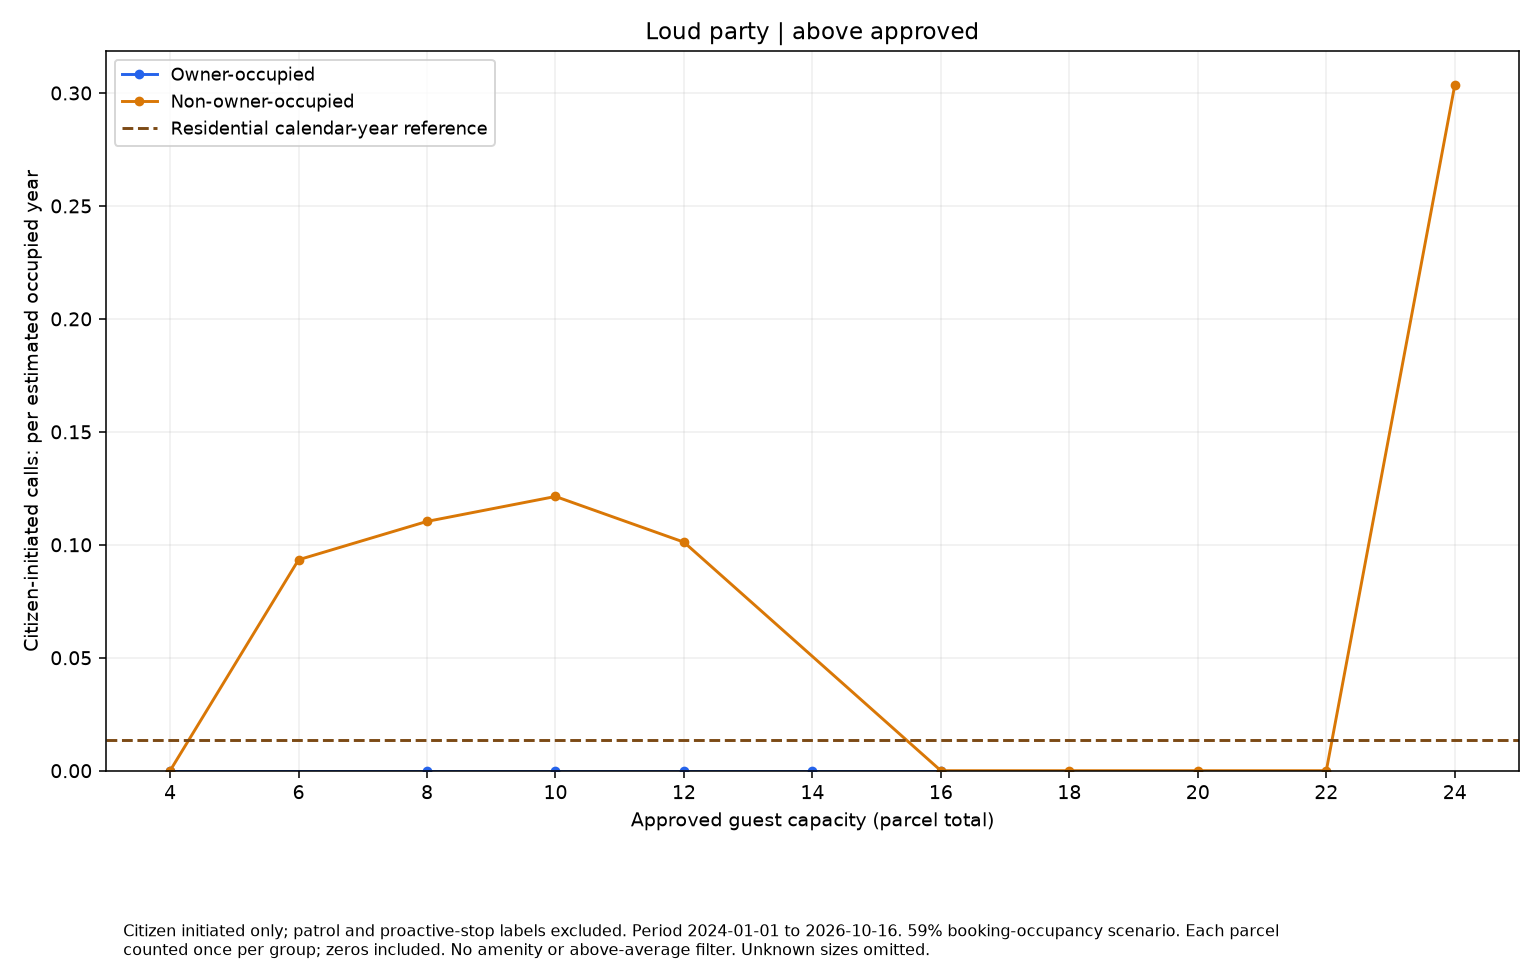 Loud party | above approved
Owner-occupied
Non-owner-occupied
Residential calendar-year reference
Citizen-initiated calls: per estimated occupied year
0.30
0.25
0.20
0.15
0.10
0.05
0.00
4 6 8 10 12 14 16 18 20 22 24
Approved guest capacity (parcel total)
Citizen initiated only; patrol and proactive-stop labels excluded. Period 2024-01-01 to 2026-10-16. 59% booking-occupancy scenario. Each parcel
counted once per group; zeros included. No amenity or above-average filter. Unknown sizes omitted.